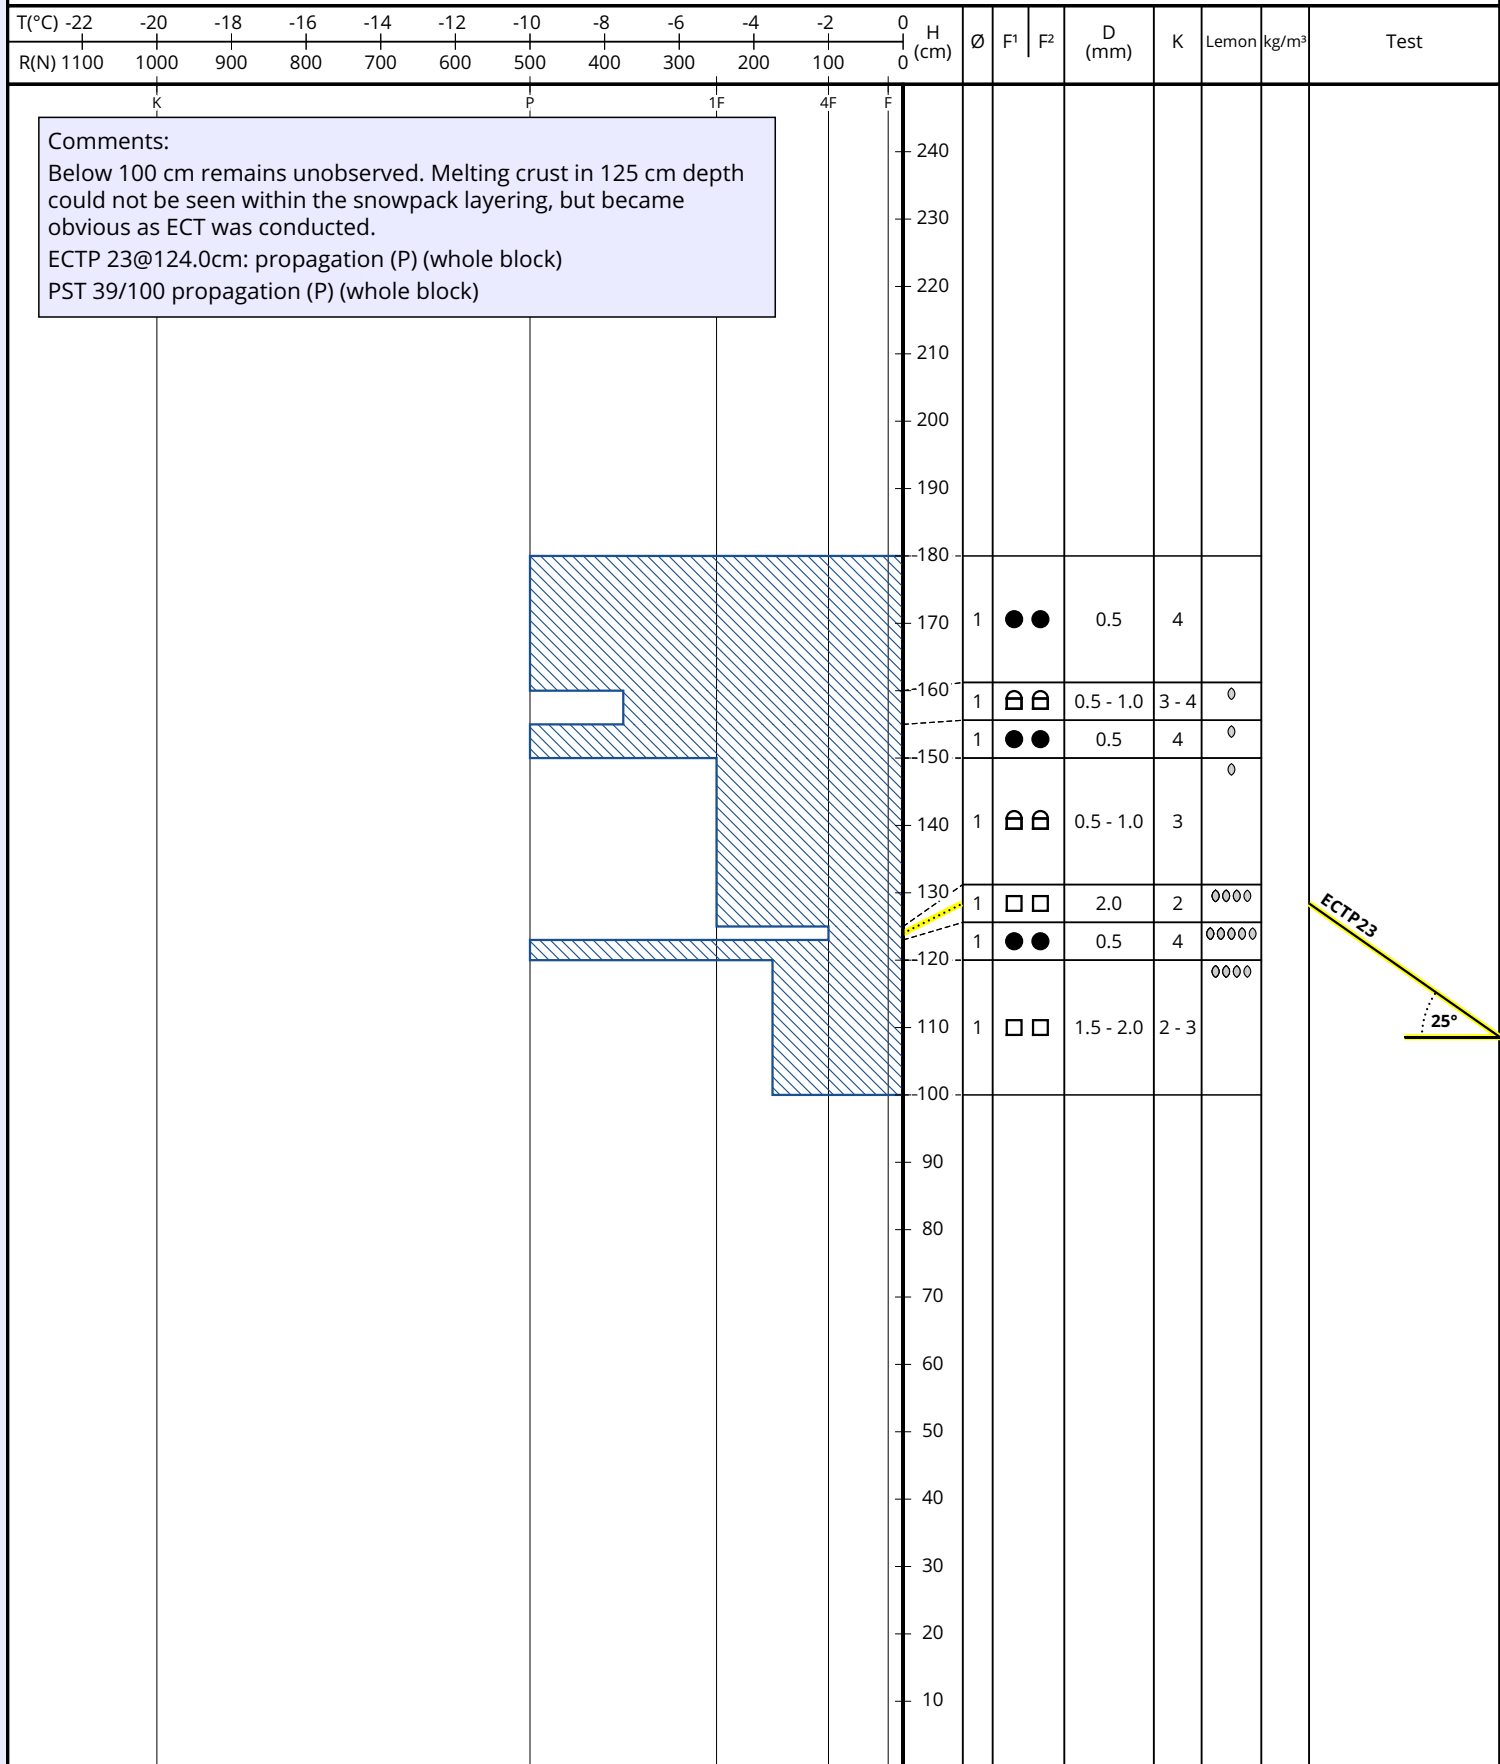 T(°C) -22 -20 -18 -16 -14 -12 -10 -8 -6 -4 -2 0
R(N) 1100 1000 900 800 700 600 500 400 300 200 100 0
H (cm) Ø F¹ F² D (mm) K Lemon kg/m³ Test
K P 1F 4F F
Comments:
Below 100 cm remains unobserved. Melting crust in 125 cm depth
could not be seen within the snowpack layering, but became
obvious as ECT was conducted.
ECTP 23@124.0cm: propagation (P) (whole block)
PST 39/100 propagation (P) (whole block)
240
230
220
210
200
190
180
170 1 0.5 4
160
1 0.5 - 1.0 3 - 4
1 0.5 4
150
140 1 0.5 - 1.0 3
130
1 2.0 2
ECTP23
1 0.5 4
120
110 1 1.5 - 2.0 2 - 3
25°
100
90
80
70
60
50
40
30
20
10